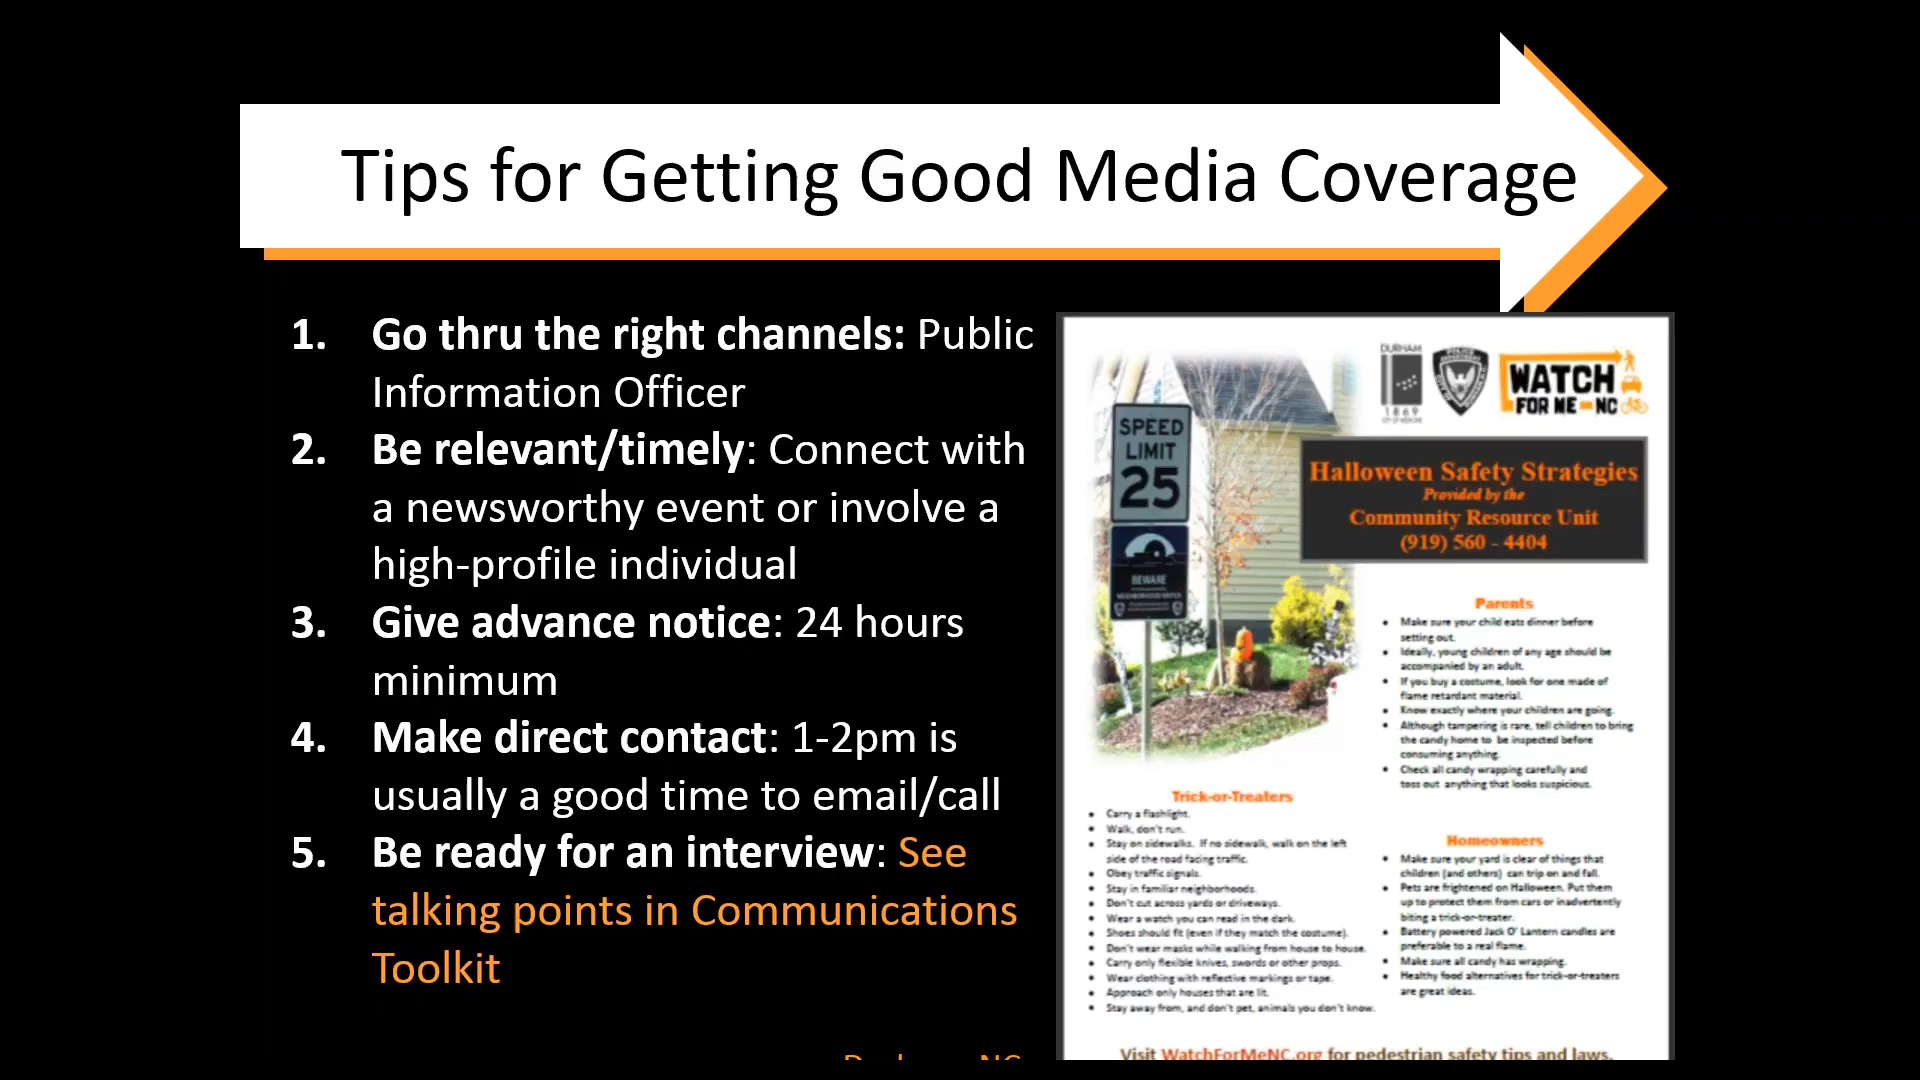 Tips for Getting Good Media Coverage
1. Go thru the right channels: Public
Information Officer
2. Be relevant/timely: Connect with
a newsworthy event or involve a
high-profile individual
3. Give advance notice: 24 hours
minimum
4. Make direct contact: 1-2pm is
usually a good time to email/call
5. Be ready for an interview: See
talking points in Communications
Toolkit
DURHAM
1869
CITY OF MEDICINE
WATCH
FOR ME-NC
SPEED
LIMIT
25
BEWARE
NEIGHBORHOOD WATCH
Halloween Safety Strategies
Provided by the
Community Resource Unit
(919) 560 - 4404
Parents
• Make sure your child eats dinner before
setting out.
• Ideally, young children of any age should be
accompanied by an adult.
• If you buy a costume, look for one made of
flame retardant material.
• Know exactly where your children are going.
• Although tampering is rare, tell children to bring
the candy home to be inspected before
consuming anything.
• Check all candy wrapping carefully and
toss out anything that looks suspicious.
Trick-or-Treaters
• Carry a flashlight.
• Walk, don't run.
• Stay on sidewalks. If no sidewalk, walk on the left
side of the road facing traffic.
• Obey traffic signals.
• Stay in familiar neighborhoods.
• Don't cut across yards or driveways.
• Wear a watch you can read in the dark.
• Shoes should fit (even if they match the costume).
• Don't wear masks while walking from house to house.
• Carry only flexible knives, swords or other props.
• Wear clothing with reflective markings or tape.
• Approach only houses that are lit.
• Stay away from, and don't pet, animals you don't know.
Homeowners
• Make sure your yard is clear of things that
children (and others) can trip on and fall.
• Pets are frightened on Halloween. Put them
up to protect them from cars or inadvertently
biting a trick-or-treater.
• Battery powered Jack O' Lantern candles are
preferable to a real flame.
• Make sure all candy has wrapping.
• Healthy food alternatives for trick-or-treaters
are great ideas.
Visit WatchForMeNC.org for pedestrian safety tips and laws.